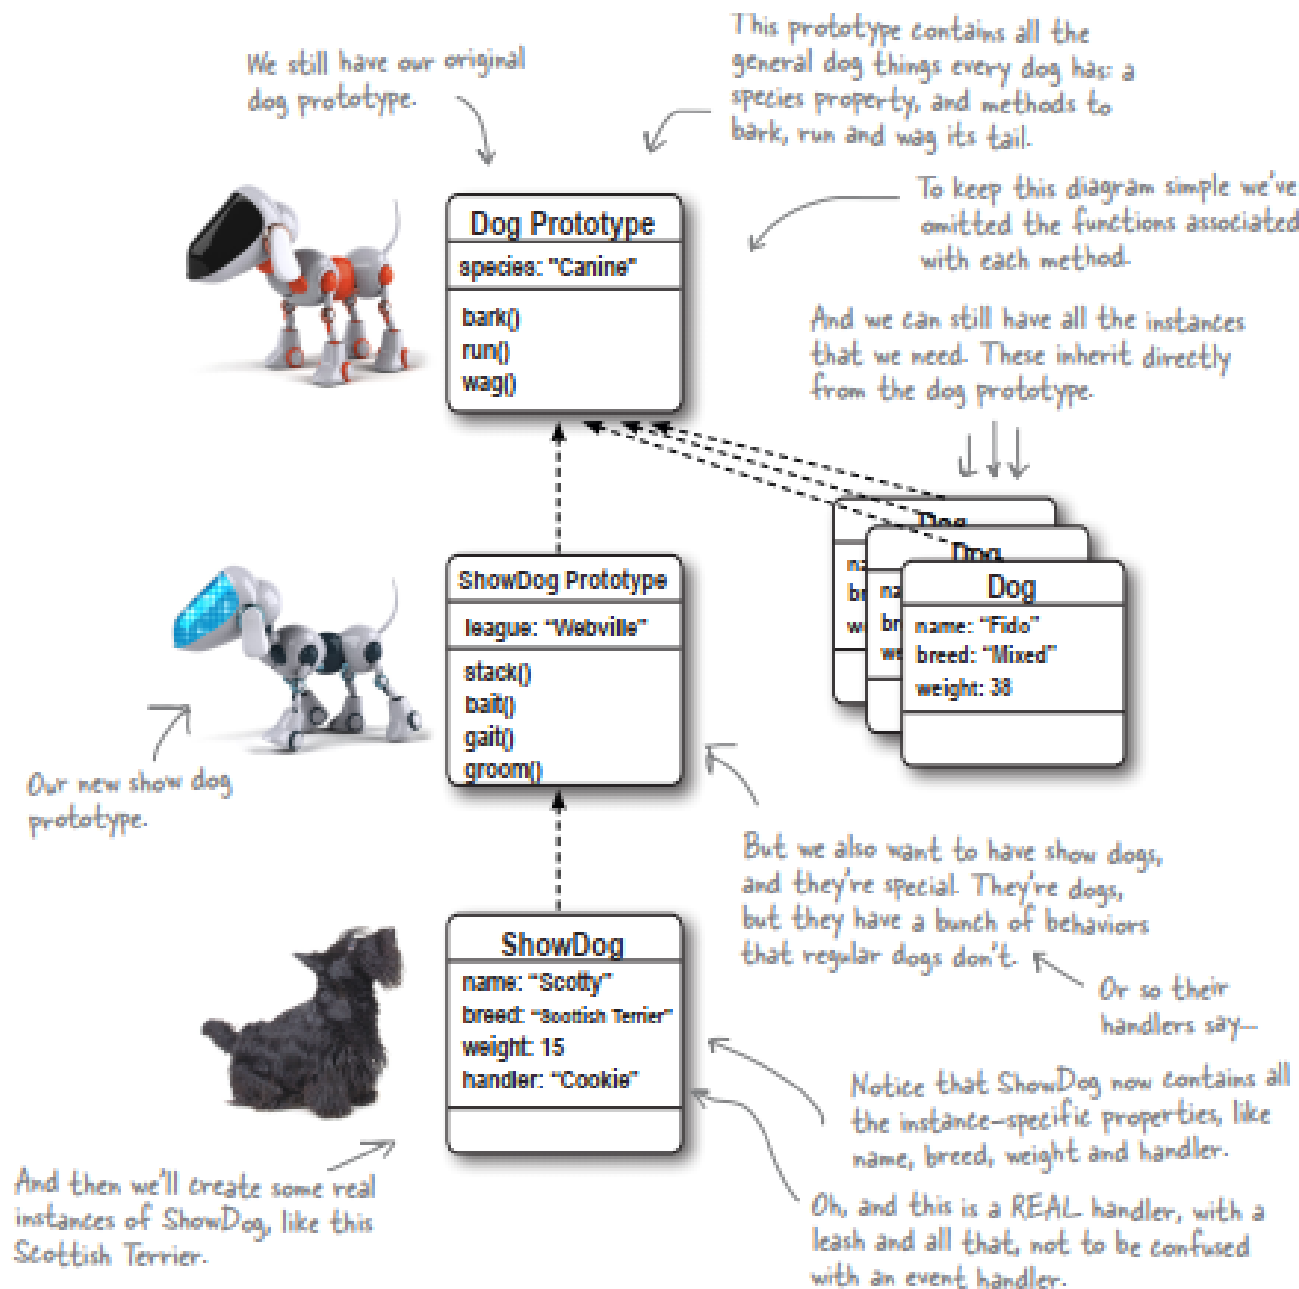 We still have our original
dog prototype.
This prototype contains all the
general dog things every dog has: a
species property, and methods to
bark, run and wag its tail.
To keep this diagram simple we've
omitted the functions associated
with each method.
And we can still have all the instances
that we need. These inherit directly
from the dog prototype.
Dog Prototype
species: "Canine"
bark()
run()
wag()
Dog
na
br
w
Dog
na
br
we
Dog
name: "Fido"
breed: "Mixed"
weight: 38
ShowDog Prototype
league: "Webville"
stack()
bait()
gait()
groom()
Our new show dog
prototype.
But we also want to have show dogs,
and they're special. They're dogs,
but they have a bunch of behaviors
that regular dogs don't.
Or so their
handlers say—
ShowDog
name: "Scotty"
breed: "Scottish Terrier"
weight: 15
handler: "Cookie"
Notice that ShowDog now contains all
the instance-specific properties, like
name, breed, weight and handler.
Oh, and this is a REAL handler, with a
leash and all that, not to be confused
with an event handler.
And then we'll create some real
instances of ShowDog, like this
Scottish Terrier.